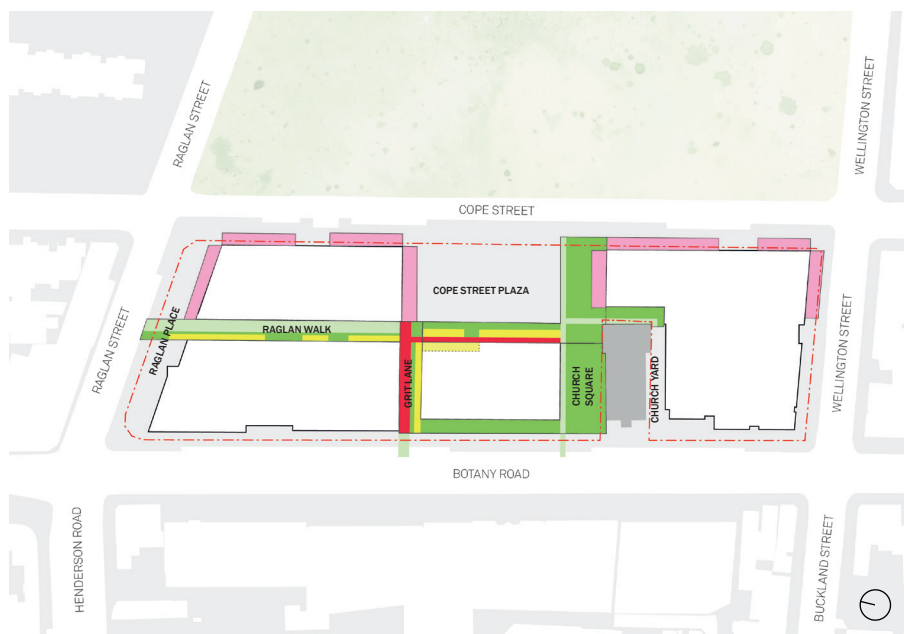 RAGLAN STREET
WELLINGTON STREET
COPE STREET
COPE STREET PLAZA
RAGLAN STREET
RAGLAN PLACE
RAGLAN WALK
GRIT LANE
CHURCH
SQUARE
CHURCH YARD
WELLINGTON STREET
BOTANY ROAD
HENDERSON ROAD
BUCKLAND STREET